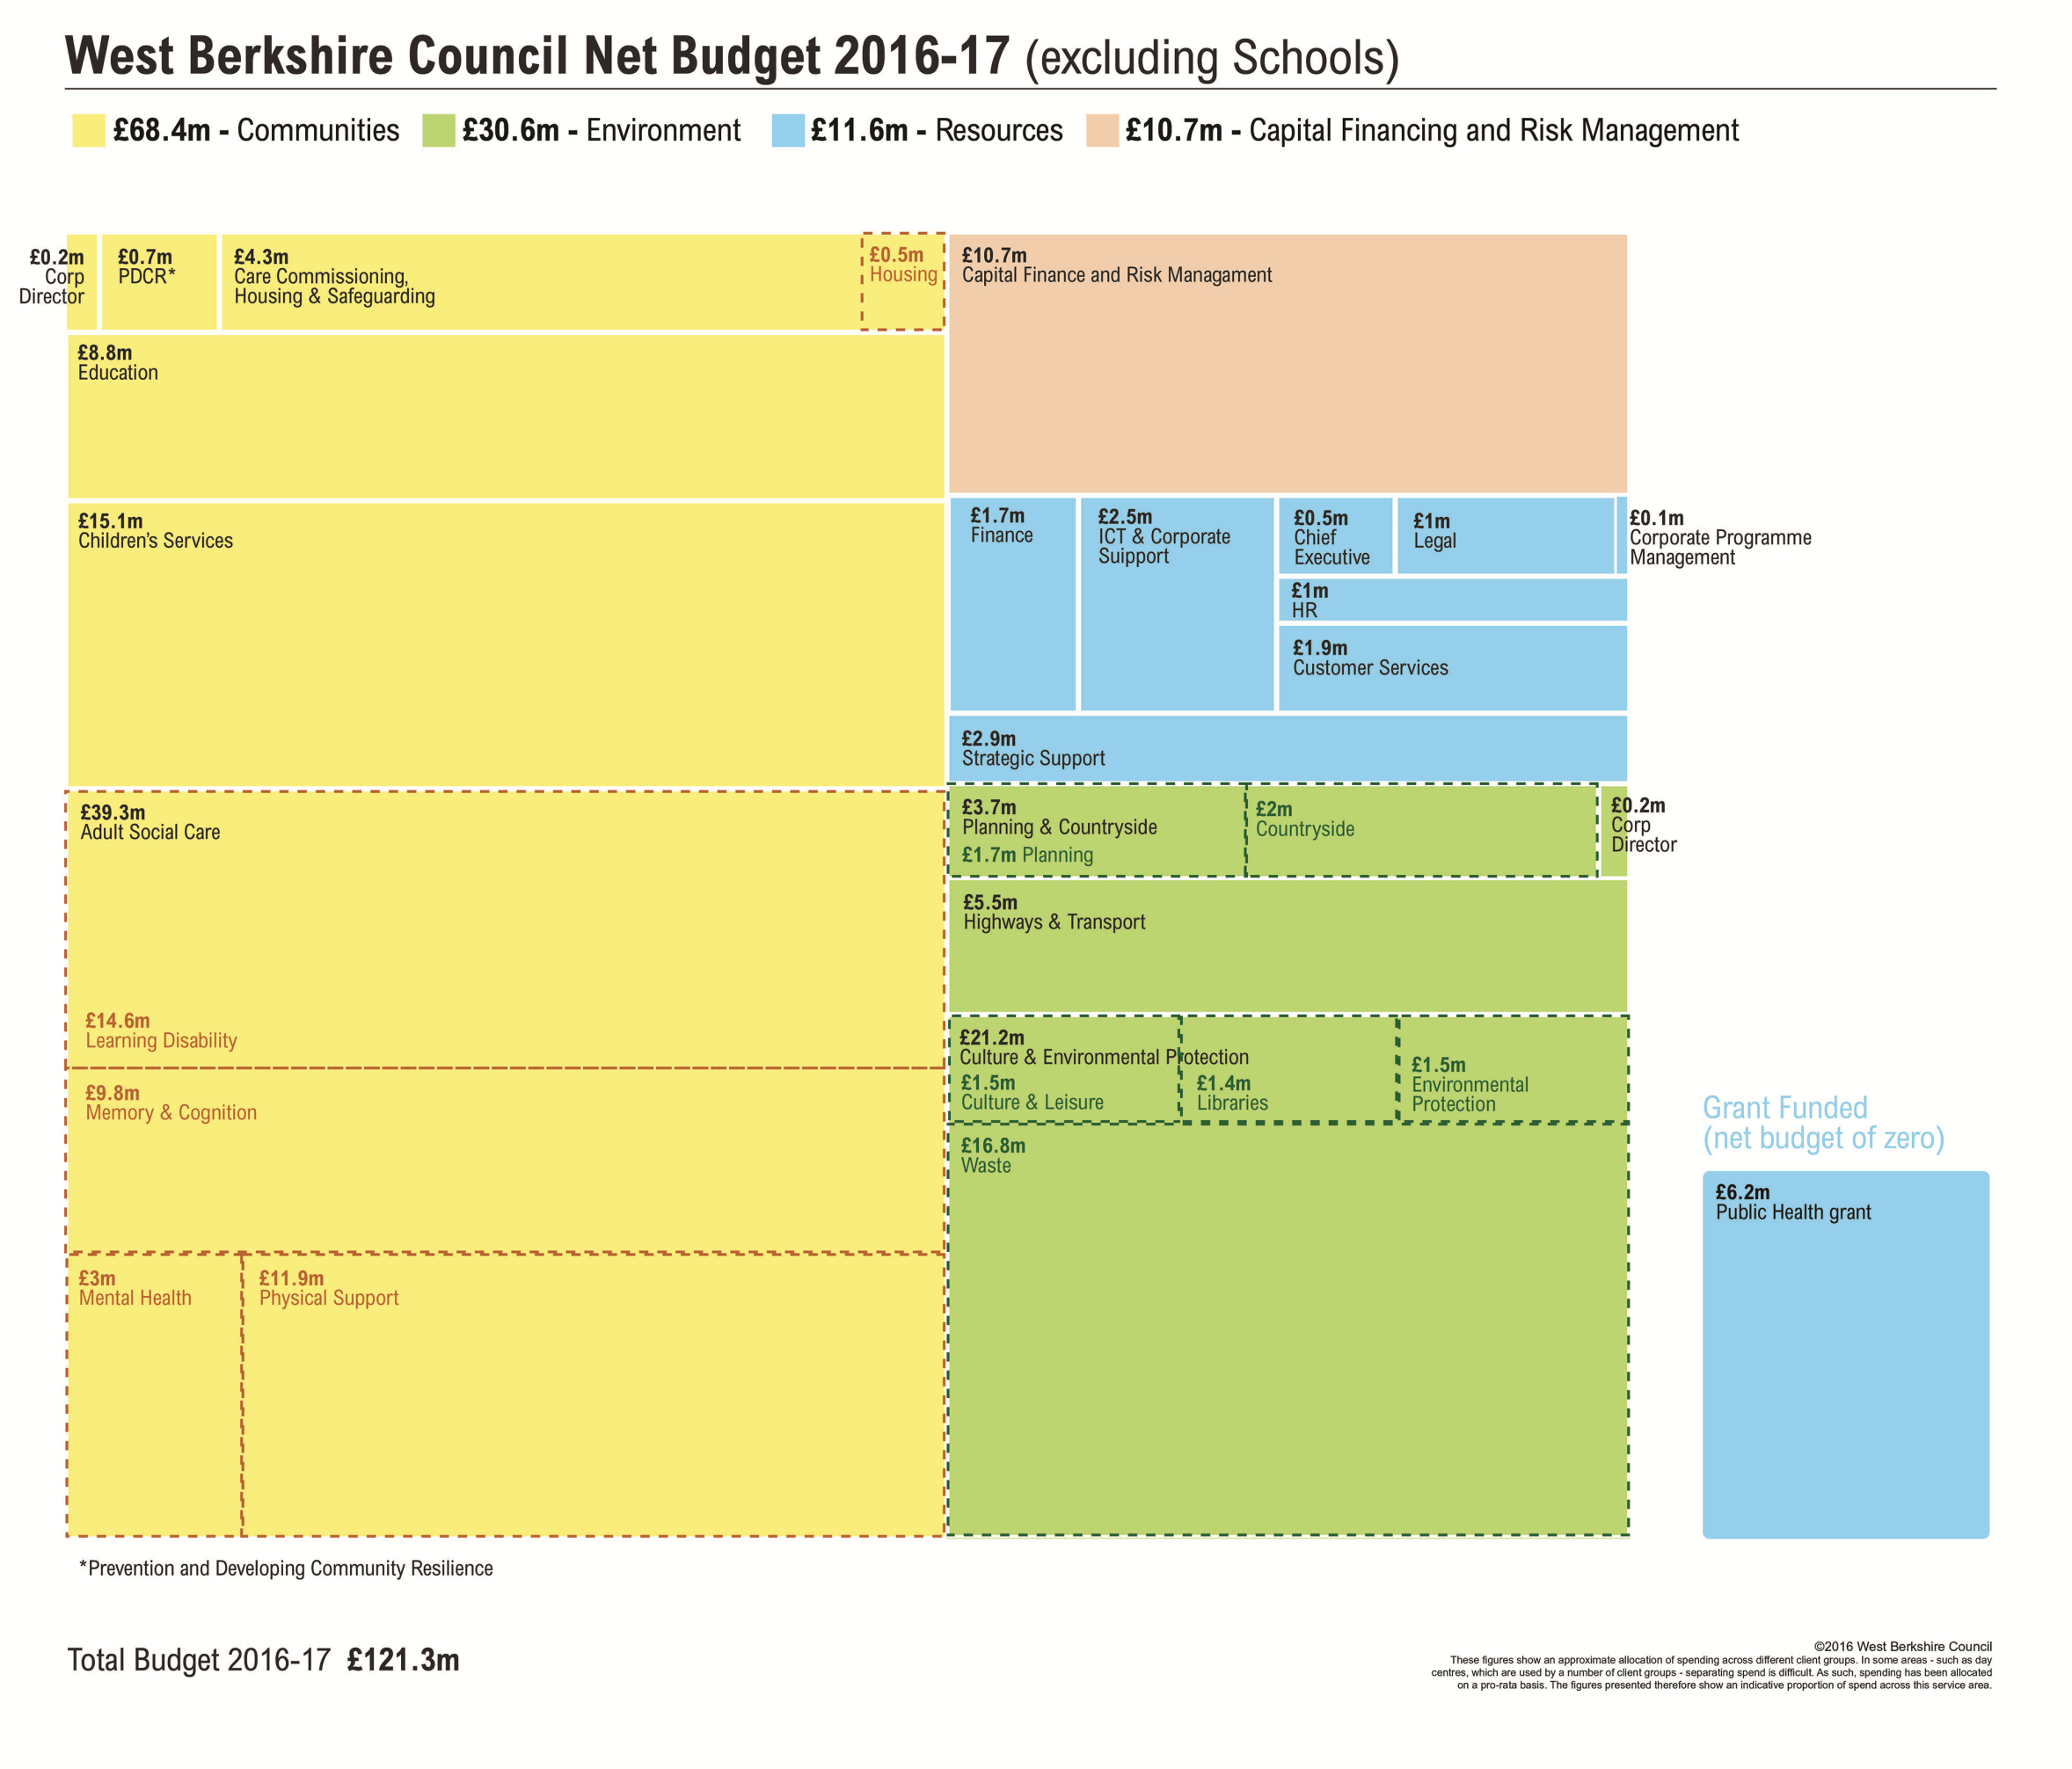 West Berkshire Council Net Budget 2016-17 (excluding Schools)
£68.4m - Communities
£30.6m - Environment
£11.6m - Resources
£10.7m - Capital Financing and Risk Management
£0.2m
Corp
Director
£0.7m
PDCR*
£4.3m
Care Commissioning,
Housing & Safeguarding
£0.5m
Housing
£8.8m
Education
£15.1m
Children's Services
£39.3m
Adult Social Care
£14.6m
Learning Disability
£9.8m
Memory & Cognition
£3m
Mental Health
£11.9m
Physical Support
£10.7m
Capital Finance and Risk Managament
£1.7m
Finance
£2.5m
ICT & Corporate
Suipport
£0.5m
Chief
Executive
£1m
Legal
£0.1m
Corporate Programme
Management
£1m
HR
£1.9m
Customer Services
£2.9m
Strategic Support
£3.7m
Planning & Countryside
£1.7m Planning
£2m
Countryside
£0.2m
Corp
Director
£5.5m
Highways & Transport
£21.2m
Culture & Environmental Protection
£1.5m
Culture & Leisure
£1.4m
Libraries
£1.5m
Environmental
Protection
£16.8m
Waste
Grant Funded
(net budget of zero)
£6.2m
Public Health grant
*Prevention and Developing Community Resilience
Total Budget 2016-17 £121.3m
©2016 West Berkshire Council
These figures show an approximate allocation of spending across different client groups. In some areas - such as day
centres, which are used by a number of client groups - separating spend is difficult. As such, spending has been allocated
on a pro-rata basis. The figures presented therefore show an indicative proportion of spend across this service area.